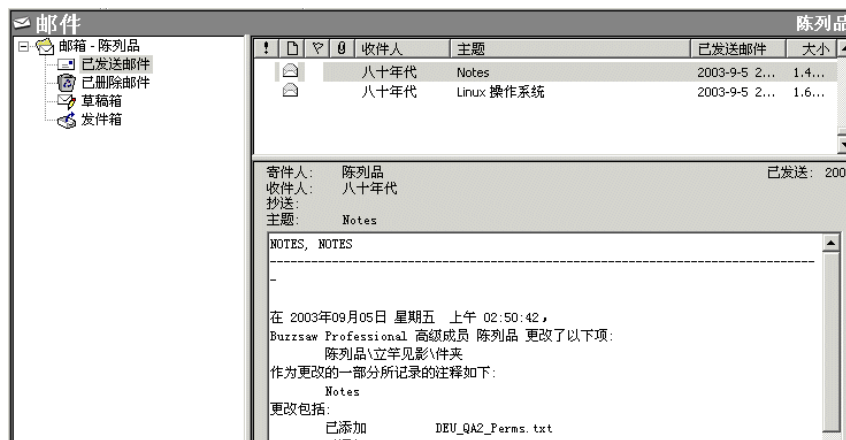 邮件
陈列品
邮箱 - 陈列品
已发送邮件
已删除邮件
草稿箱
发件箱
! 收件人 主题 已发送邮件 大小
八十年代 Notes 2003-9-5 2... 1.4...
八十年代 Linux 操作系统 2003-9-5 2... 1.6...
寄件人: 陈列品 已发送: 200
收件人: 八十年代
抄送:
主题: Notes
NOTES, NOTES
--------------------------------------------------------------------------------
-
在 2003年09月05日 星期五 上午 02:50:42,
Buzzsaw Professional 高级成员 陈列品 更改了以下项:
陈列品\立竿见影\件夹
作为更改的一部分所记录的注释如下:
Notes
更改包括:
已添加 DEU_QA2_Perms.txt